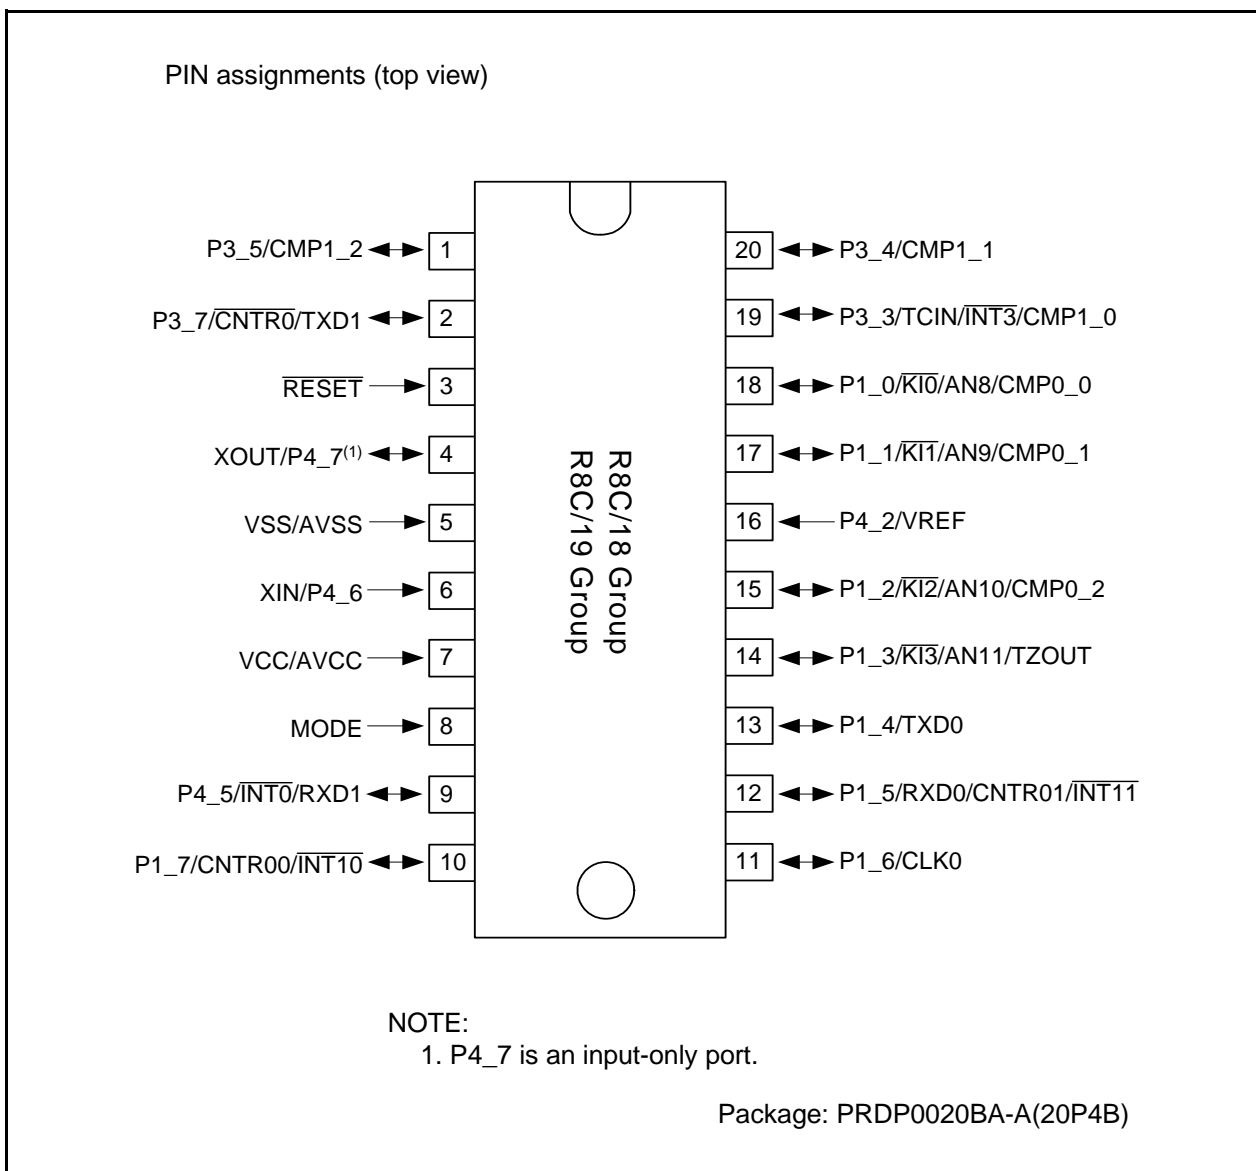 PIN assignments (top view)
P3_5/CMP1_2 1
P3_7/CNTR0/TXD1 2
RESET 3
XOUT/P4_7(1) 4
VSS/AVSS 5
XIN/P4_6 6
VCC/AVCC 7
MODE 8
P4_5/INT0/RXD1 9
P1_7/CNTR00/INT10 10
R8C/18 Group
R8C/19 Group
20 P3_4/CMP1_1
19 P3_3/TCIN/INT3/CMP1_0
18 P1_0/KI0/AN8/CMP0_0
17 P1_1/KI1/AN9/CMP0_1
16 P4_2/VREF
15 P1_2/KI2/AN10/CMP0_2
14 P1_3/KI3/AN11/TZOUT
13 P1_4/TXD0
12 P1_5/RXD0/CNTR01/INT11
11 P1_6/CLK0
NOTE:
1. P4_7 is an input-only port.
Package: PRDP0020BA-A(20P4B)